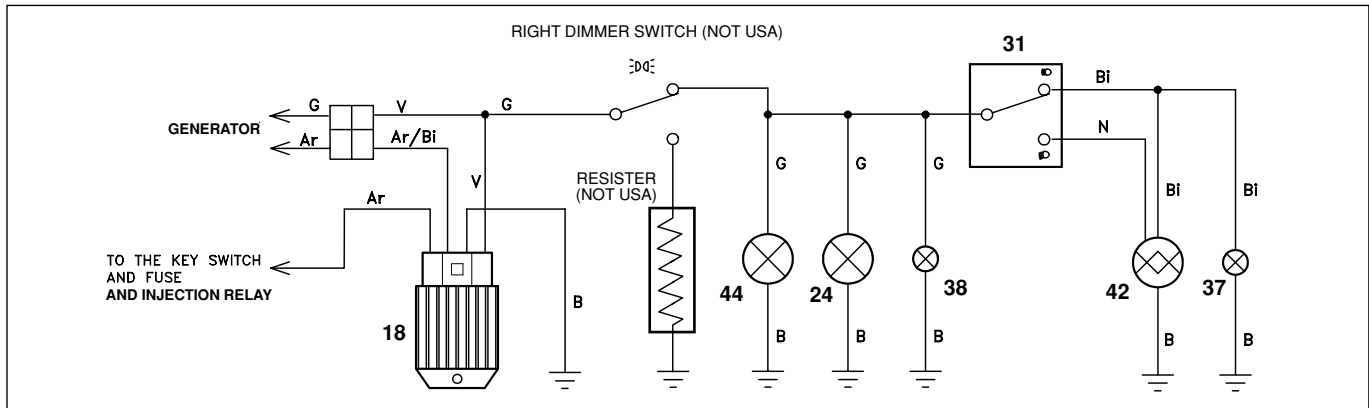 RIGHT DIMMER SWITCH (NOT USA)
31
G
V
G
Bi
GENERATOR
Ar
Ar/Bi
N
V
G
G
G
RESISTER
(NOT USA)
Ar
Bi
Bi
TO THE KEY SWITCH
AND FUSE
AND INJECTION RELAY
18
B
44
24
38
42
37
B
B
B
B
B